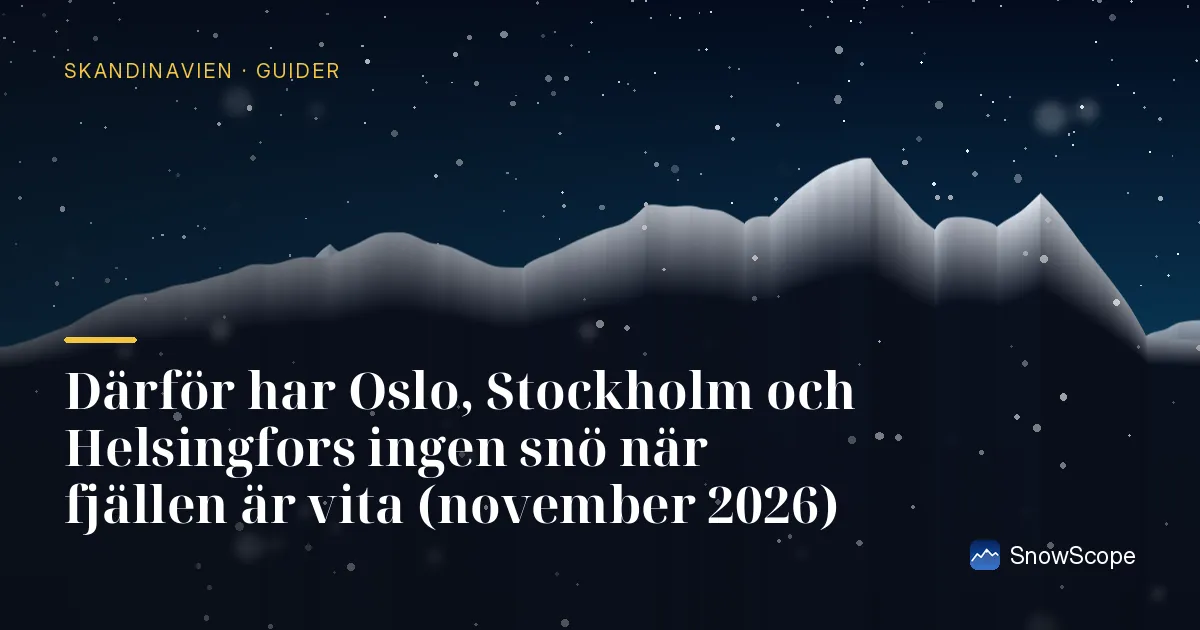 SKANDINAVIEN · GUIDER
Därför har Oslo, Stockholm och
Helsingfors ingen snö när
fjällen är vita (november 2026)
SnowScope